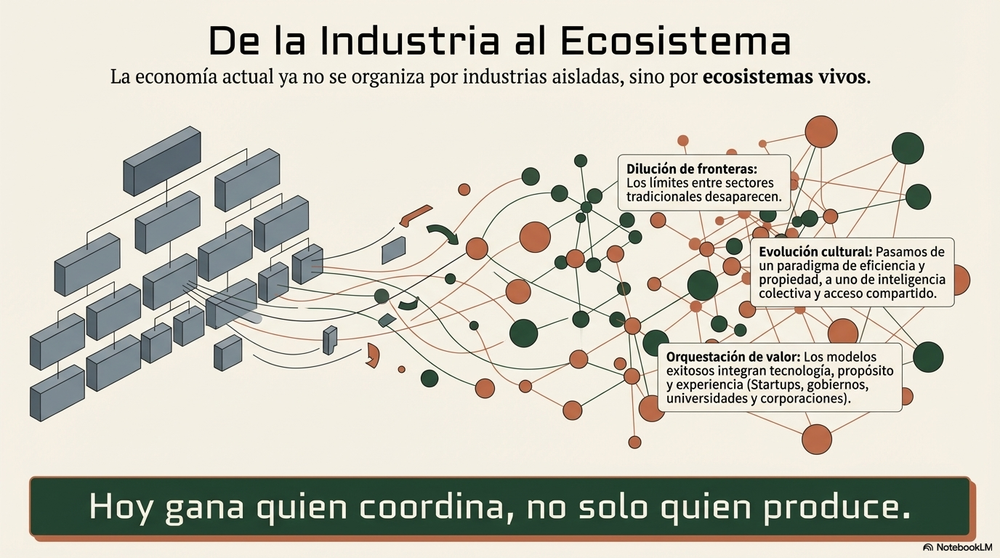 De la Industria al Ecosistema
La economía actual ya no se organiza por industrias aisladas, sino por ecosistemas vivos.
Dilución de fronteras:
Los límites entre sectores
tradicionales desaparecen.
Evolución cultural: Pasamos de
un paradigma de eficiencia y
propiedad, a uno de inteligencia
colectiva y acceso compartido.
Orquestación de valor: Los modelos
exitosos integran tecnología, propósito
y experiencia (Startups, gobiernos,
universidades y corporaciones).
Hoy gana quien coordina, no solo quien produce.
NotebookLM